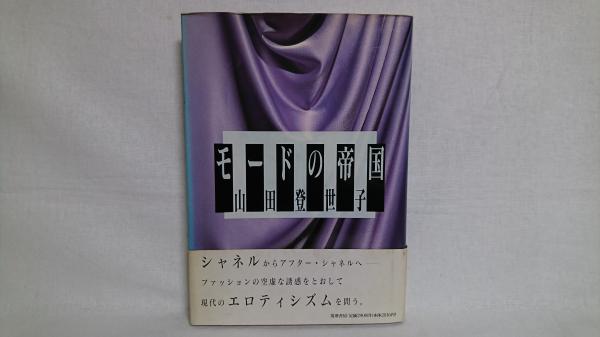 モードの帝国
山田登世子
シャネルからアフター・シャネルへ――
ファッションの空虚な誘惑をとおして
現代のエロティシズムを問う。